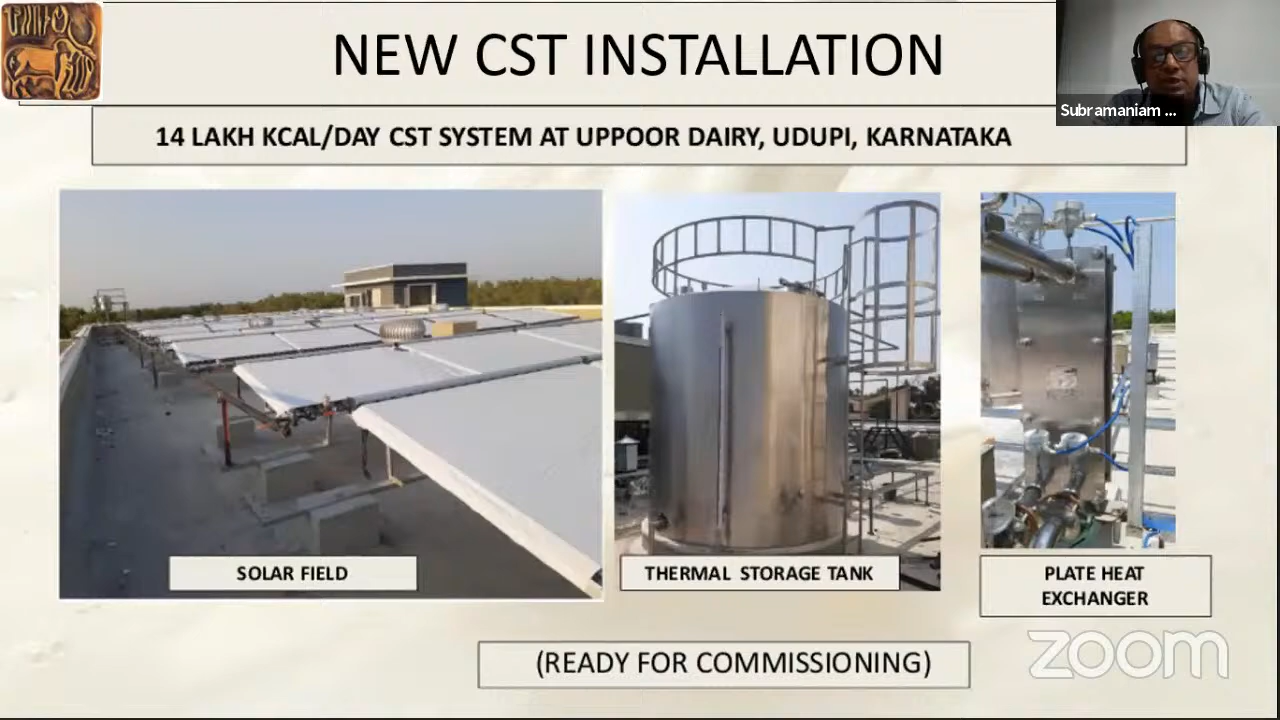 NEW CST INSTALLATION
Subramaniam ...
14 LAKH KCAL/DAY CST SYSTEM AT UPPOOR DAIRY, UDUPI, KARNATAKA
SOLAR FIELD
THERMAL STORAGE TANK
PLATE HEAT
EXCHANGER
(READY FOR COMMISSIONING)
zoom